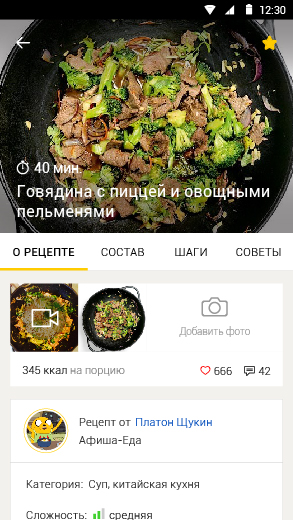 12:30
40 мин.
Говядина с пиццей и овощными
пельменями
О РЕЦЕПТЕ СОСТАВ ШАГИ СОВЕТЫ
Добавить фото
345 ккал на порцию 666 42
Рецепт от Платон Щукин
Афиша-Еда
Категория: Суп, китайская кухня
Сложность: средняя